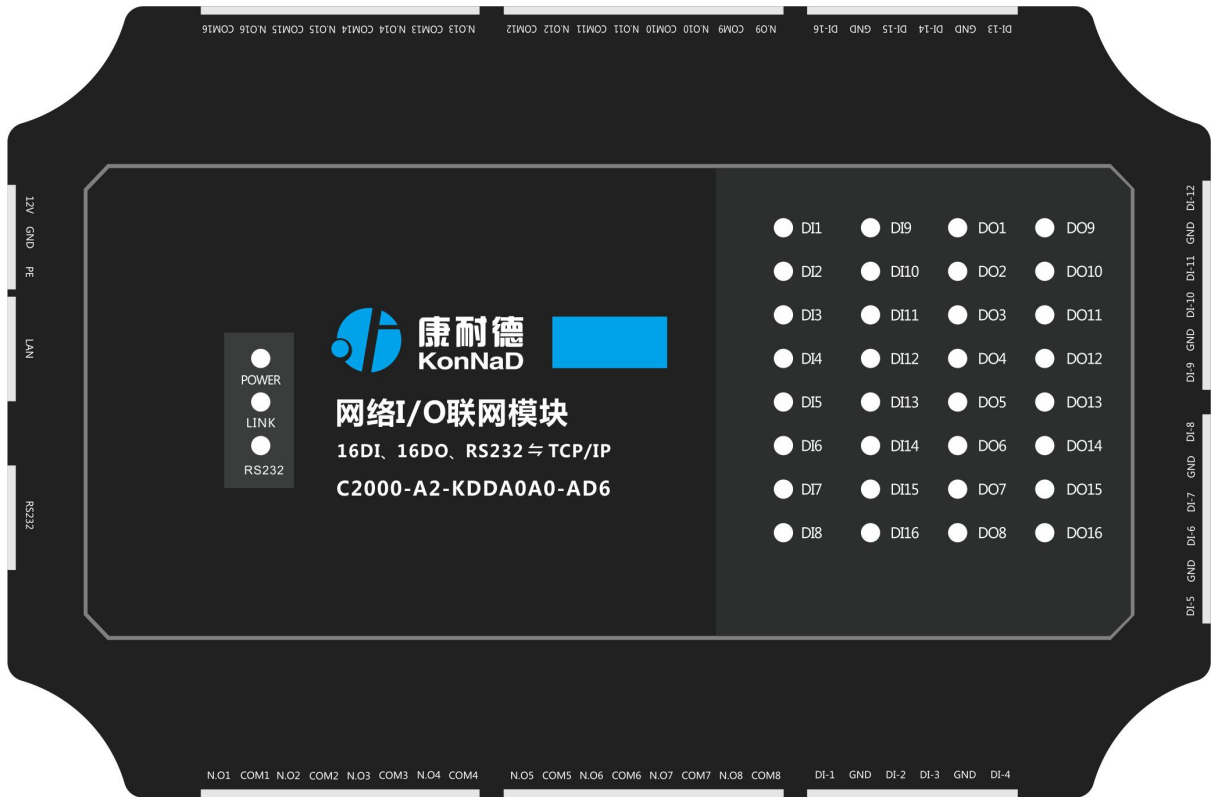 COM16 N.O16 COM15 N.O15 COM14 N.O14 COM13 N.O13
COM12 N.O12 COM11 N.O11 COM10 N.O10 COM9 N.O9
DI-16 GND DI-15 DI-14 GND DI-13
12V GND PE
LAN
RS232
POWER
LINK
RS232
康耐德
KonNaD
网络I/O联网模块
16DI、16DO、RS232⇋TCP/IP
C2000-A2-KDDA0A0-AD6
DI1 DI9 DO1 DO9
DI2 DI10 DO2 DO10
DI3 DI11 DO3 DO11
DI4 DI12 DO4 DO12
DI5 DI13 DO5 DO13
DI6 DI14 DO6 DO14
DI7 DI15 DO7 DO15
DI8 DI16 DO8 DO16
DI-9 GND DI-10 DI-11 GND DI-12
DI-5 GND DI-6 DI-7 GND DI-8
N.O1 COM1 N.O2 COM2 N.O3 COM3 N.O4 COM4
N.O5 COM5 N.O6 COM6 N.O7 COM7 N.O8 COM8
DI-1 GND DI-2 DI-3 GND DI-4